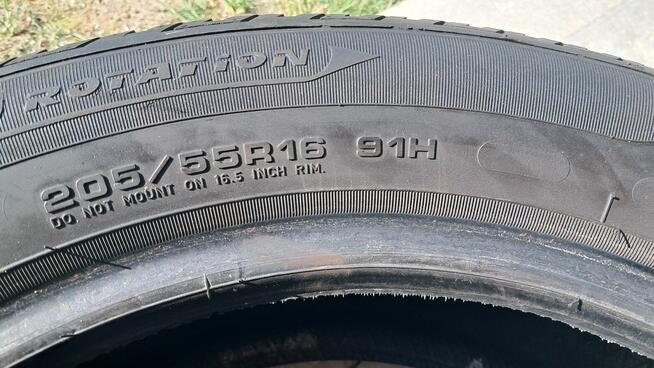 ROTATION
205/55R16 91H
DO NOT MOUNT ON 16.5 INCH RIM.